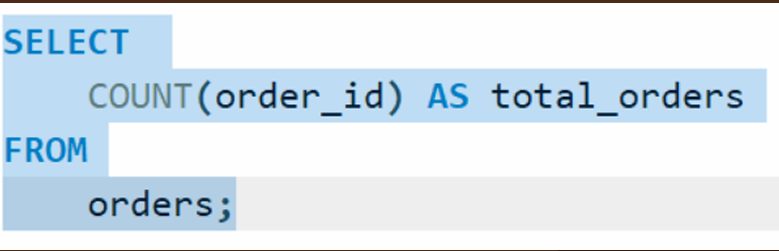 SELECT
    COUNT(order_id) AS total_orders
FROM
    orders;